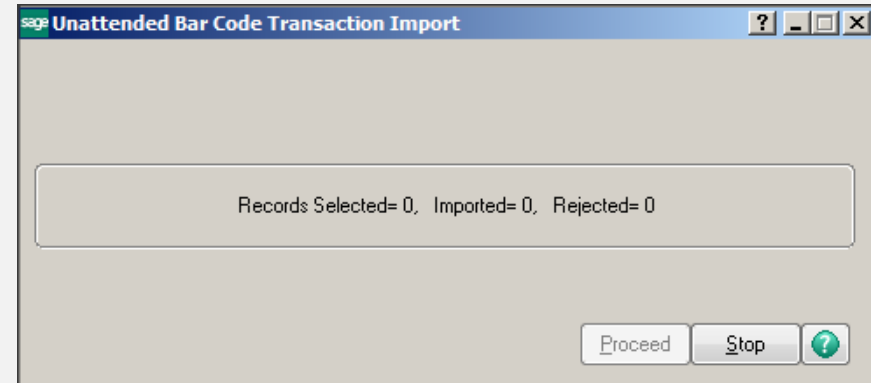 sage Unattended Bar Code Transaction Import ?
Records Selected= 0, Imported= 0, Rejected= 0
Proceed Stop ?